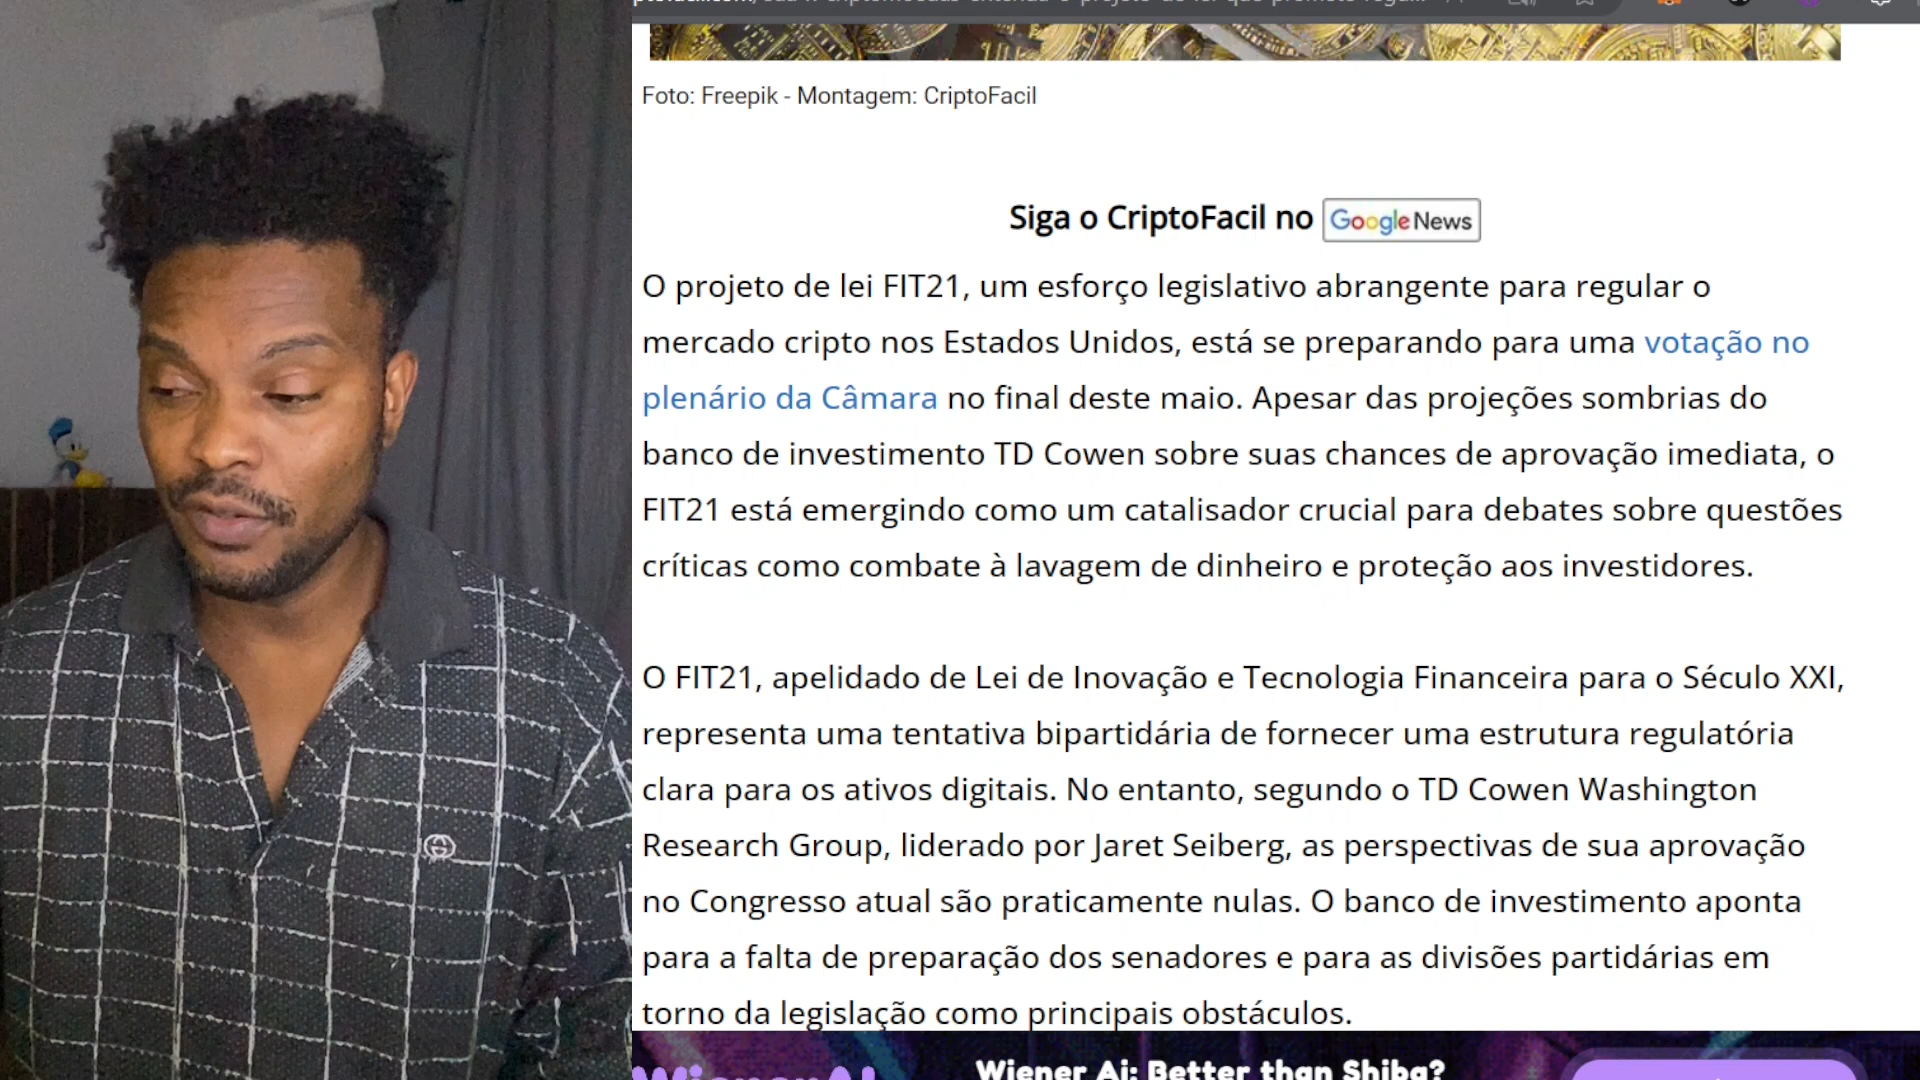 Foto: Freepik - Montagem: CriptoFacil
Siga o CriptoFacil no Google News
O projeto de lei FIT21, um esforço legislativo abrangente para regular o
mercado cripto nos Estados Unidos, está se preparando para uma votação no
plenário da Câmara no final deste maio. Apesar das projeções sombrias do
banco de investimento TD Cowen sobre suas chances de aprovação imediata, o
FIT21 está emergindo como um catalisador crucial para debates sobre questões
críticas como combate à lavagem de dinheiro e proteção aos investidores.
O FIT21, apelidado de Lei de Inovação e Tecnologia Financeira para o Século XXI,
representa uma tentativa bipartidária de fornecer uma estrutura regulatória
clara para os ativos digitais. No entanto, segundo o TD Cowen Washington
Research Group, liderado por Jaret Seiberg, as perspectivas de sua aprovação
no Congresso atual são praticamente nulas. O banco de investimento aponta
para a falta de preparação dos senadores e para as divisões partidárias em
torno da legislação como principais obstáculos.
Wiener Ai: Better than Shiba?
WienerAI